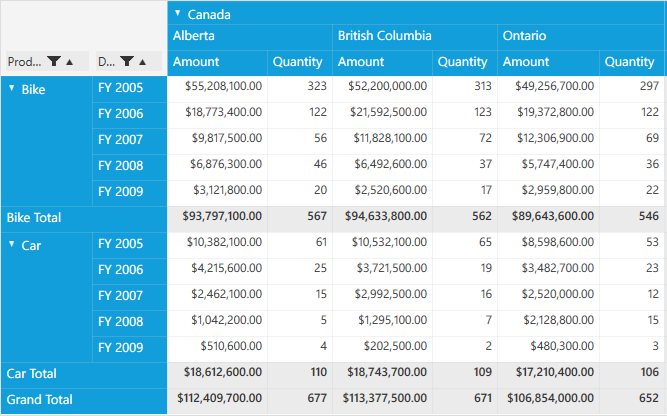 Canada
Alberta British Columbia Ontario
Prod... D... Amount Quantity Amount Quantity Amount Quantity
Bike FY 2005 $55,208,100.00 323 $52,200,000.00 313 $49,256,700.00 297
FY 2006 $18,773,400.00 122 $21,592,500.00 123 $19,372,800.00 122
FY 2007 $9,817,500.00 56 $11,828,100.00 72 $12,306,900.00 69
FY 2008 $6,876,300.00 46 $6,492,600.00 37 $5,747,400.00 36
FY 2009 $3,121,800.00 20 $2,520,600.00 17 $2,959,800.00 22
Bike Total $93,797,100.00 567 $94,633,800.00 562 $89,643,600.00 546
Car FY 2005 $10,382,100.00 61 $10,532,100.00 65 $8,598,600.00 53
FY 2006 $4,215,600.00 25 $3,721,500.00 19 $3,482,700.00 23
FY 2007 $2,462,100.00 15 $2,992,500.00 16 $2,520,000.00 12
FY 2008 $1,042,200.00 5 $1,295,100.00 7 $2,128,800.00 15
FY 2009 $510,600.00 4 $202,500.00 2 $480,300.00 3
Car Total $18,612,600.00 110 $18,743,700.00 109 $17,210,400.00 106
Grand Total $112,409,700.00 677 $113,377,500.00 671 $106,854,000.00 652